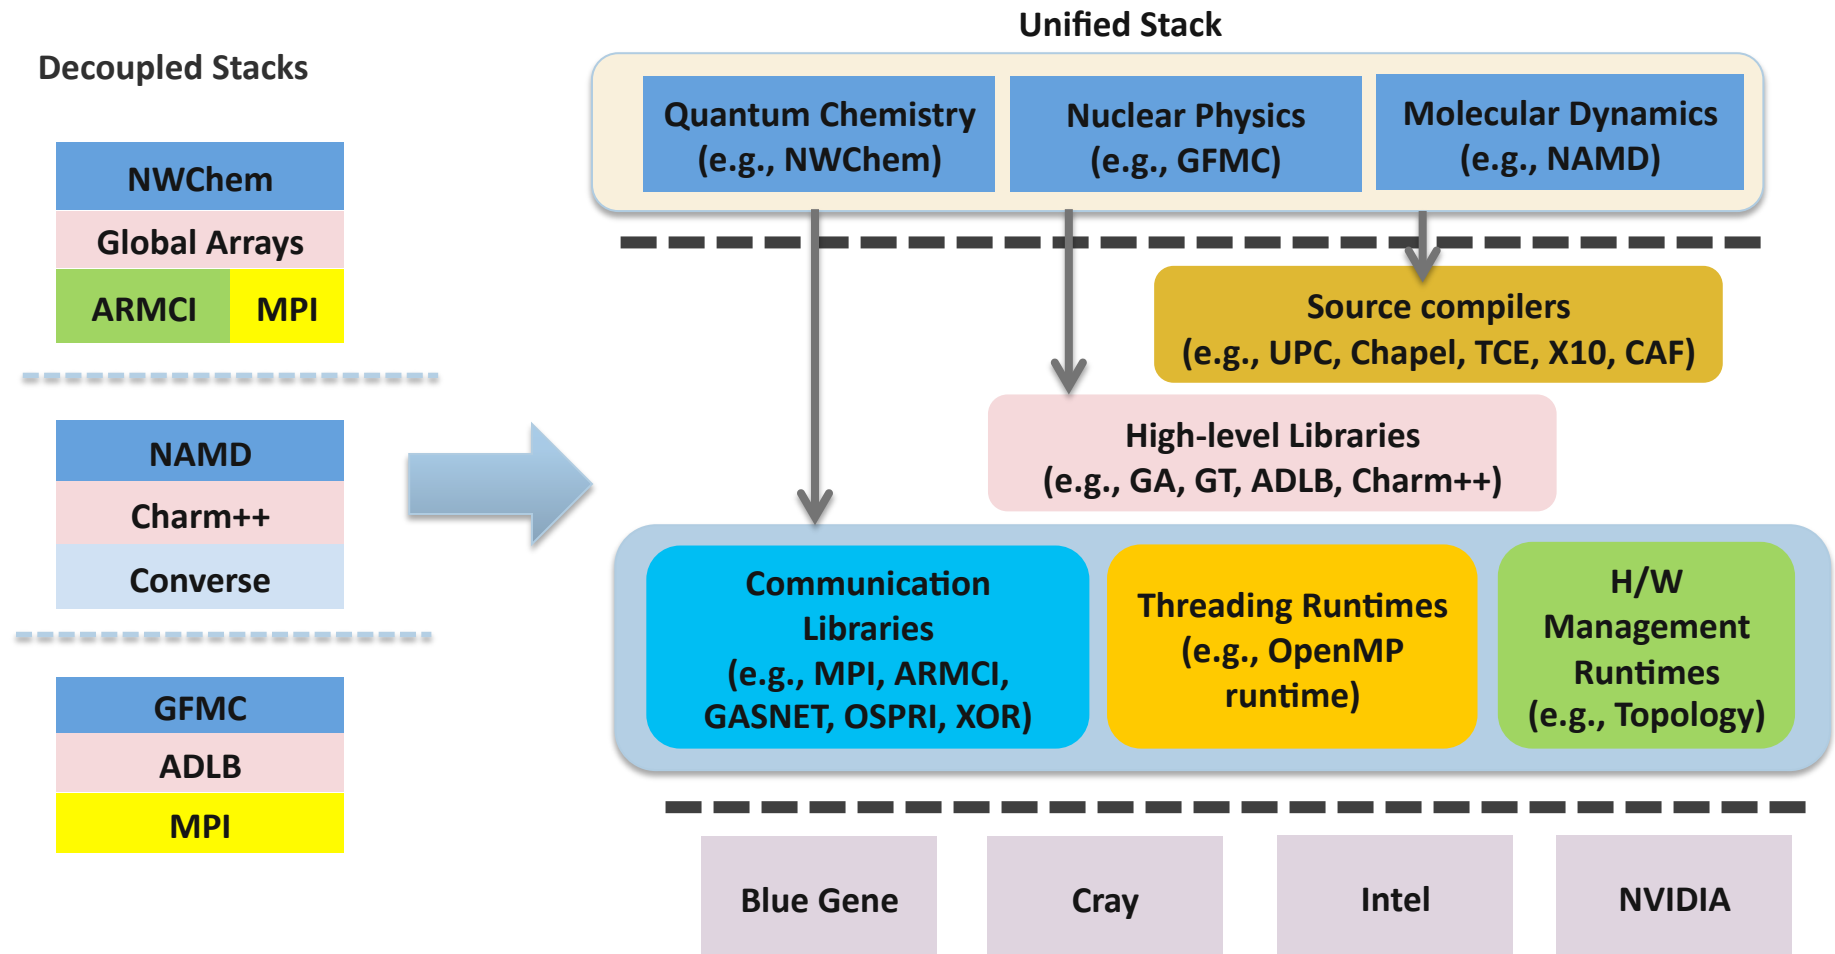 Unified Stack
Decoupled Stacks
NWChem
Global Arrays
ARMCI
MPI
NAMD
Charm++
Converse
GFMC
ADLB
MPI
Quantum Chemistry
(e.g., NWChem)
Nuclear Physics
(e.g., GFMC)
Molecular Dynamics
(e.g., NAMD)
Source compilers
(e.g., UPC, Chapel, TCE, X10, CAF)
High-level Libraries
(e.g., GA, GT, ADLB, Charm++)
Communication
Libraries
(e.g., MPI, ARMCI,
GASNET, OSPRI, XOR)
Threading Runtimes
(e.g., OpenMP
runtime)
H/W
Management
Runtimes
(e.g., Topology)
Blue Gene
Cray
Intel
NVIDIA